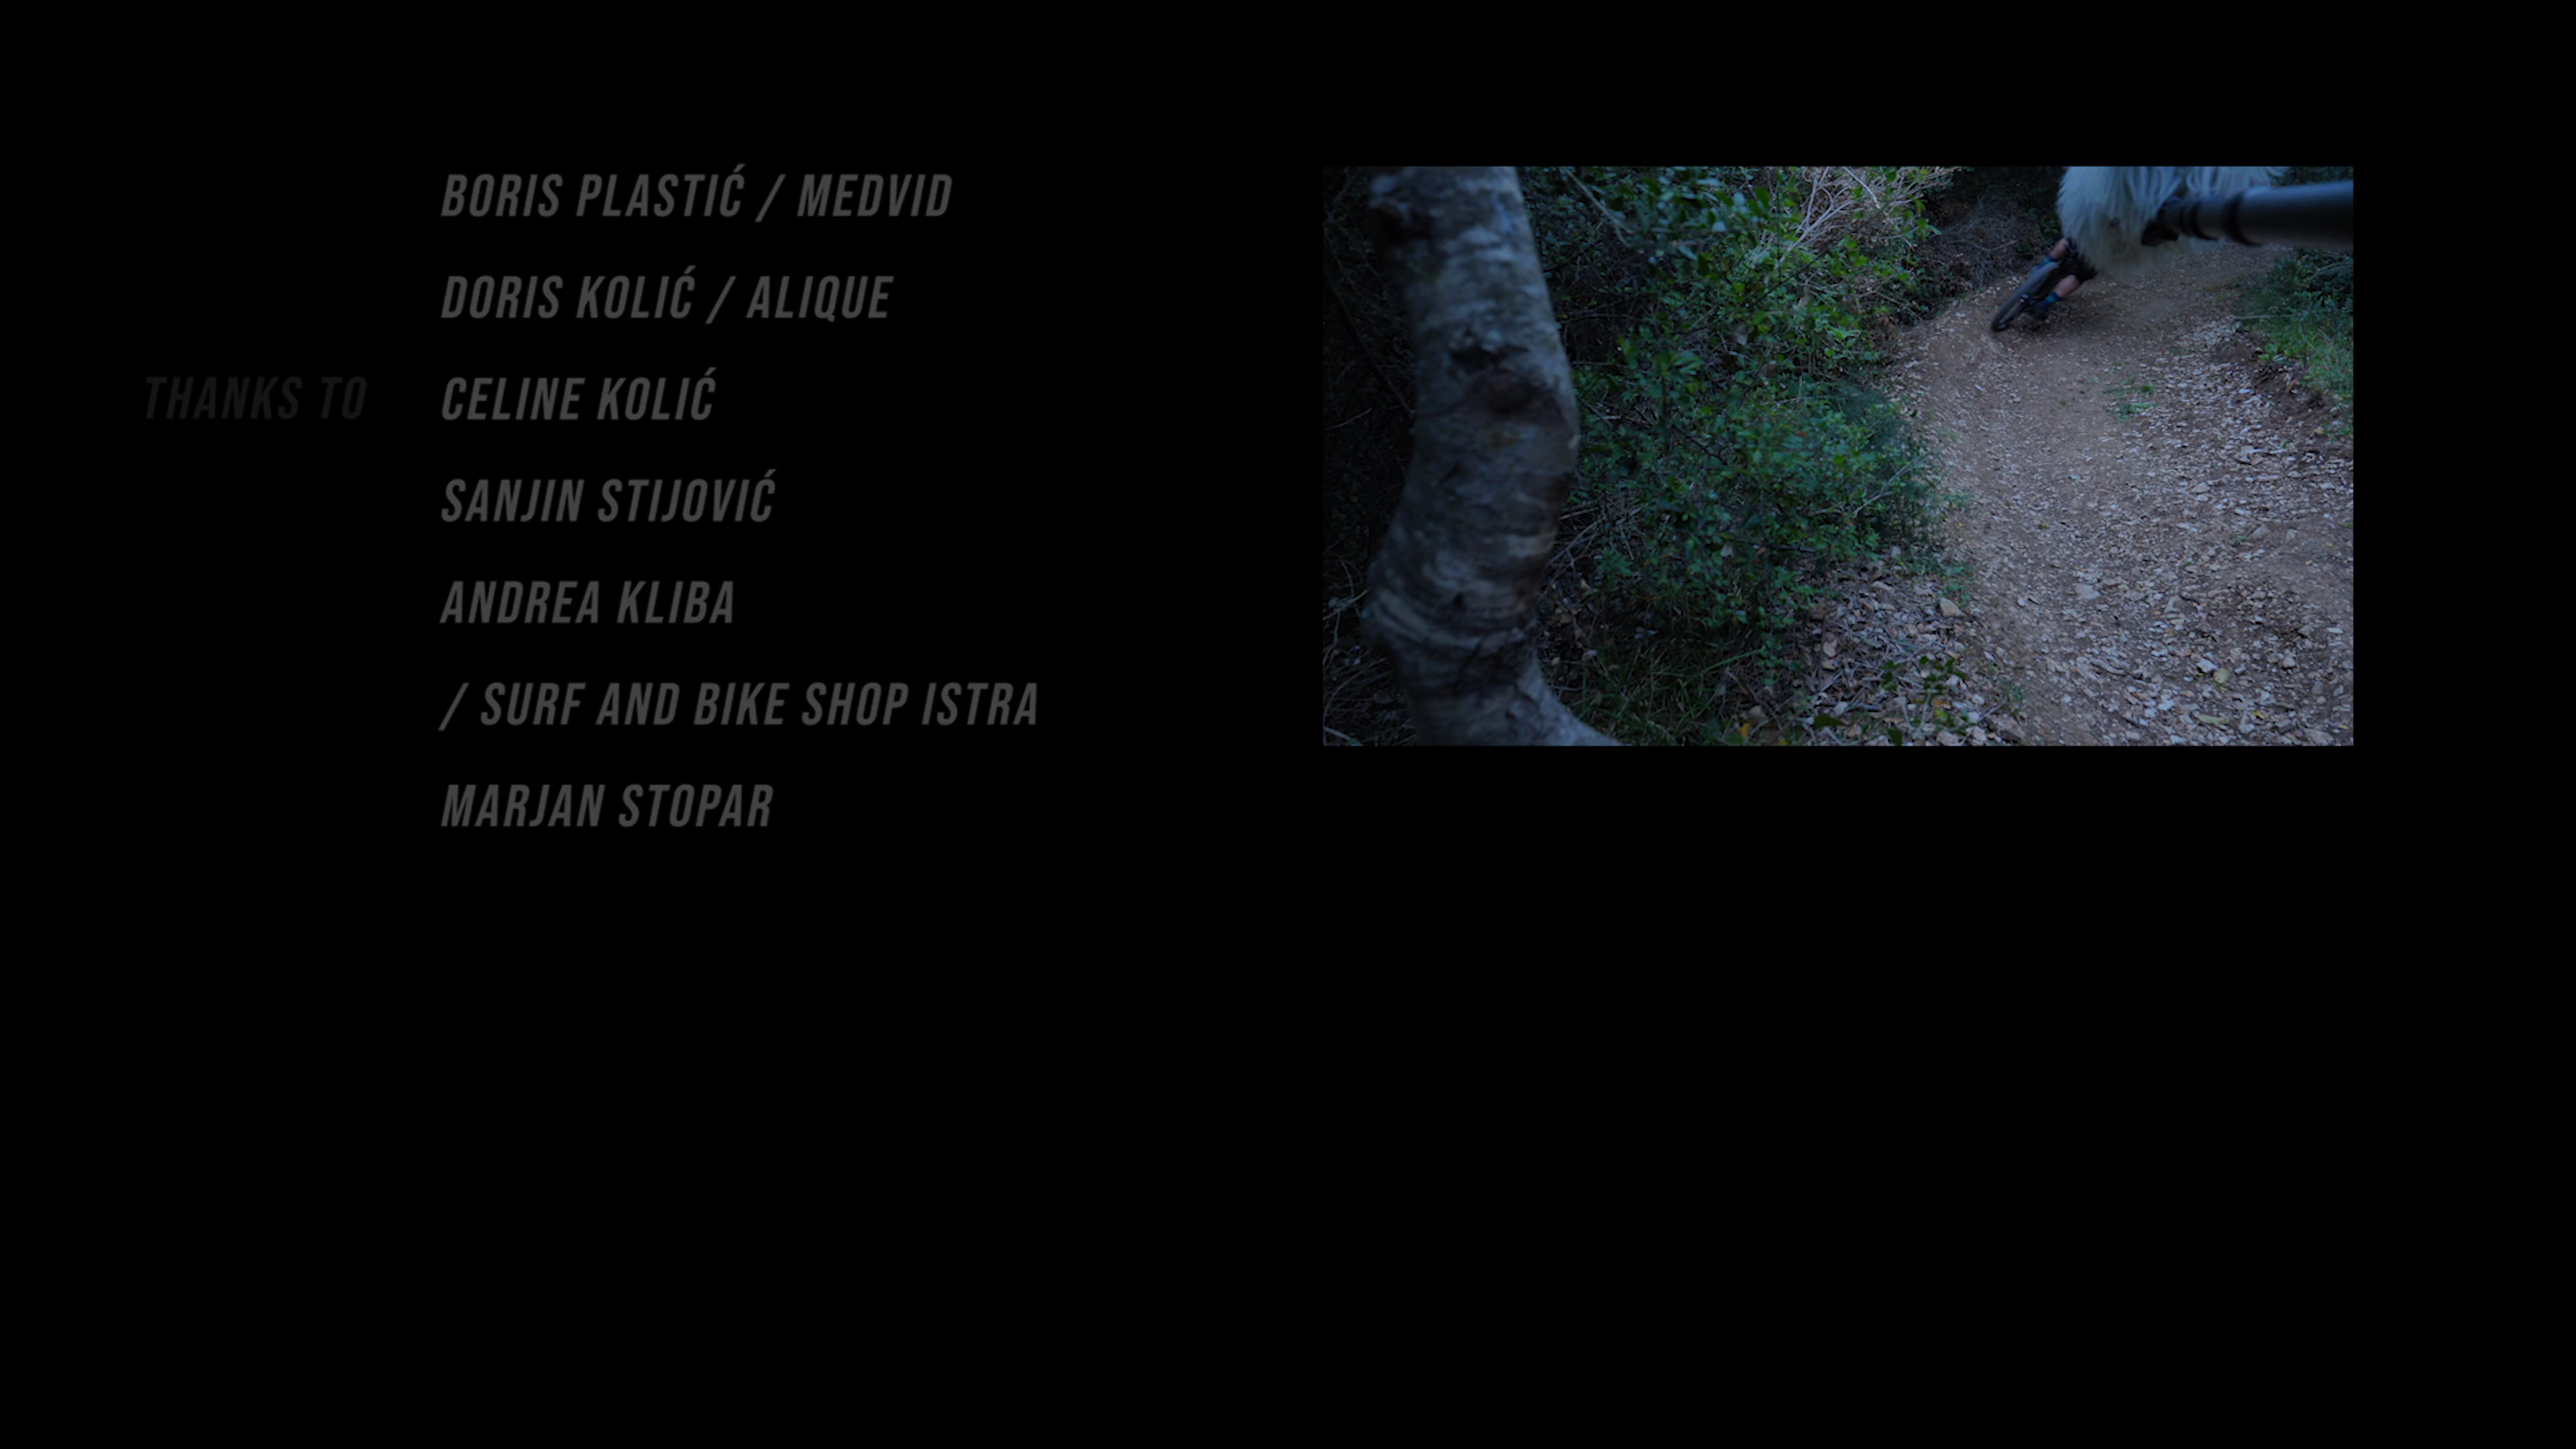 BORIS PLASTIĆ / MEDVID
DORIS KOLIĆ / ALIQUE
THANKS TO CELINE KOLIĆ
SANJIN STIJOVIĆ
ANDREA KLIBA
/ SURF AND BIKE SHOP ISTRA
MARJAN STOPAR